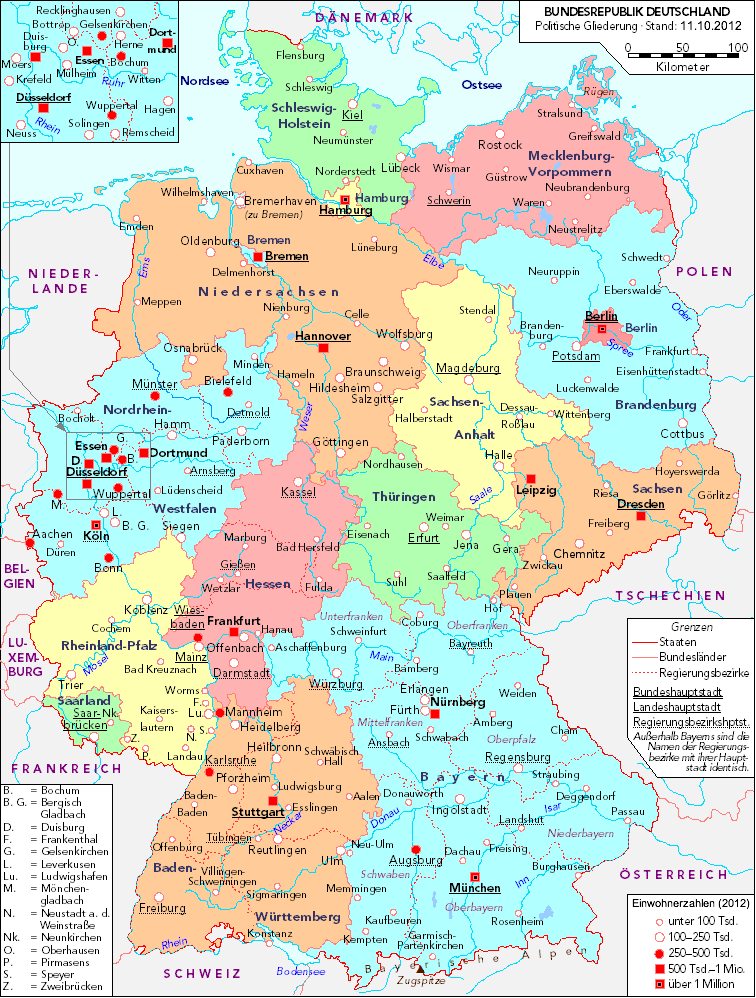 BUNDESREPUBLIK DEUTSCHLAND
Politische Gliederung · Stand: 11.10.2012
0 50 100
Kilometer
Recklinghausen
Bottrop
Gelsenkirchen
Duis-
burg
O.
Herne
Dort-
mund
Moers
Essen
Bochum
Mülheim
Witten
Krefeld
Ruhr
Düsseldorf
Wuppertal
Hagen
Rhein
Solingen
Neuss
Remscheid
DÄNEMARK
Nordsee
Ostsee
Flensburg
Schleswig
Schleswig-
Holstein
Kiel
Neumünster
Norderstedt
Lübeck
Rügen
Stralsund
Greifswald
Rostock
Mecklenburg-
Vorpommern
Wismar
Güstrow
Neubrandenburg
Schwerin
Waren
Neustrelitz
Cuxhaven
Wilhelmshaven
Bremerhaven
(zu Bremen)
Hamburg
Hamburg
Emden
Oldenburg
Bremen
Bremen
Lüneburg
Elbe
Delmenhorst
Ems
Niedersachsen
NIEDER-
LANDE
POLEN
Meppen
Nienburg
Celle
Hannover
Wolfsburg
Osnabrück
Minden
Braunschweig
Hameln
Hildesheim
Salzgitter
Weser
Göttingen
Neuruppin
Schwedt
Eberswalde
Oder
Berlin
Berlin
Branden-
burg
Spree
Potsdam
Frankfurt
Eisenhüttenstadt
Luckenwalde
Brandenburg
Cottbus
Stendal
Magdeburg
Sachsen-
Anhalt
Halberstadt
Dessau-
Roßlau
Wittenberg
Halle
Saale
Münster
Bielefeld
Nordrhein-
Westfalen
Detmold
Bocholt
Hamm
Paderborn
Essen
G.
B.
Dortmund
D.
Düsseldorf
Arnsberg
Wuppertal
Lüdenscheid
M.
L.
B. G.
Köln
Siegen
Aachen
Düren
Bonn
BEL-
GIEN
LU-
XEM-
BURG
Kassel
Marburg
Bad Hersfeld
Gießen
Hessen
Wetzlar
Fulda
Wies-
baden
Frankfurt
Hanau
Offenbach
Darmstadt
Nordhausen
Thüringen
Weimar
Eisenach
Erfurt
Jena
Gera
Suhl
Saalfeld
Leipzig
Hoyerswerda
Riesa
Sachsen
Görlitz
Dresden
Freiberg
Chemnitz
Zwickau
Plauen
TSCHECHIEN
Koblenz
Cochem
Rheinland-Pfalz
Mosel
Mainz
Bad Kreuznach
Trier
Worms
Saarland
Saar-
brücken
Nk.
Kaisers-
lautern
F.
Lu.
N.
S.
Z.
P.
Landau
FRANKREICH
Hof
Unterfranken
Coburg
Oberfranken
Schweinfurt
Aschaffenburg
Bayreuth
Main
Bamberg
Würzburg
Erlangen
Weiden
Fürth
Nürnberg
Mittelfranken
Amberg
Ansbach
Schwabach
Oberpfalz
Cham
Regensburg
Bayern
Straubing
Donauwörth
Deggendorf
Ingolstadt
Isar
Passau
Donau
Landshut
Niederbayern
Neu-Ulm
Dachau
Freising
Augsburg
Schwaben
Burghausen
München
Inn
Memmingen
Oberbayern
Rosenheim
Kaufbeuren
Garmisch-
Partenkirchen
Kempten
Bayerische Alpen
Zugspitze
Mannheim
Heidelberg
Heilbronn
Karlsruhe
Schwäbisch
Hall
Pforzheim
Ludwigsburg
Baden-
Baden
Esslingen
Aalen
Stuttgart
Neckar
Tübingen
Reutlingen
Offenburg
Ulm
Baden-
Württemberg
Villingen-
Schwenningen
Sigmaringen
Freiburg
Konstanz
Rhein
Bodensee
SCHWEIZ
ÖSTERREICH
Grenzen
Staaten
Bundesländer
Regierungsbezirke
Bundeshauptstadt
Landeshauptstadt
Regierungsbezirkshptst.
Außerhalb Bayerns sind die
Namen der Regierungs-
bezirke mit ihrer Haupt-
stadt identisch.
Einwohnerzahlen (2012)
unter 100 Tsd.
100–250 Tsd.
250–500 Tsd.
500 Tsd.–1 Mio.
über 1 Million
B. = Bochum
B. G. = Bergisch
Gladbach
D. = Duisburg
F. = Frankenthal
G. = Gelsenkirchen
L. = Leverkusen
Lu. = Ludwigshafen
M. = Mönchen-
gladbach
N. = Neustadt a. d.
Weinstraße
Nk. = Neunkirchen
O. = Oberhausen
P. = Pirmasens
S. = Speyer
Z. = Zweibrücken